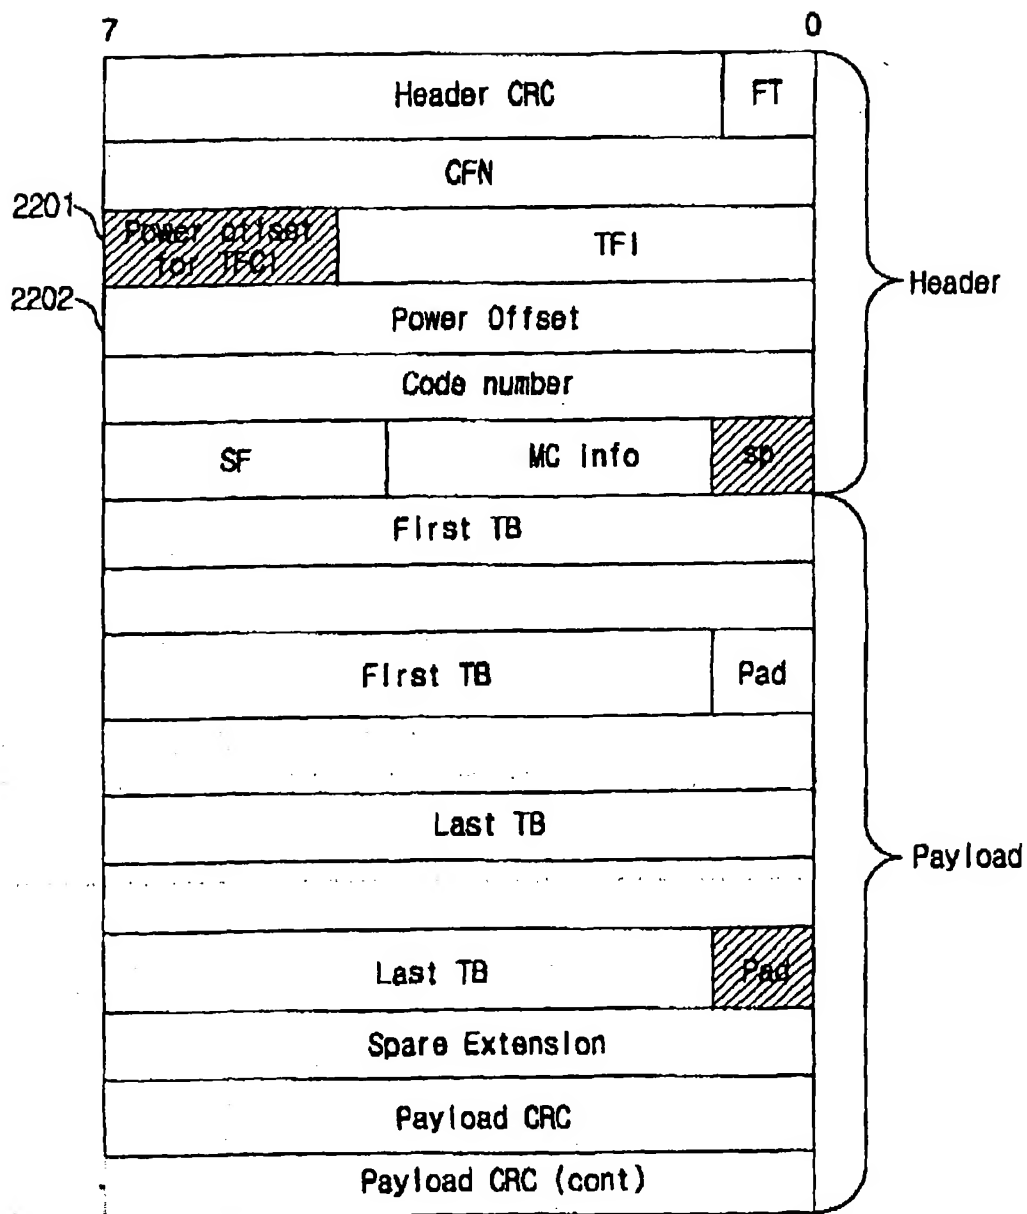 7 0
Header CRC FT
CFN
2201
Power offset
for TFCI
TFI
2202
Power Offset
Header
Code number
SF MC info sp
First TB
First TB Pad
Last TB
Payload
Last TB Pad
Spare Extension
Payload CRC
Payload CRC (cont)